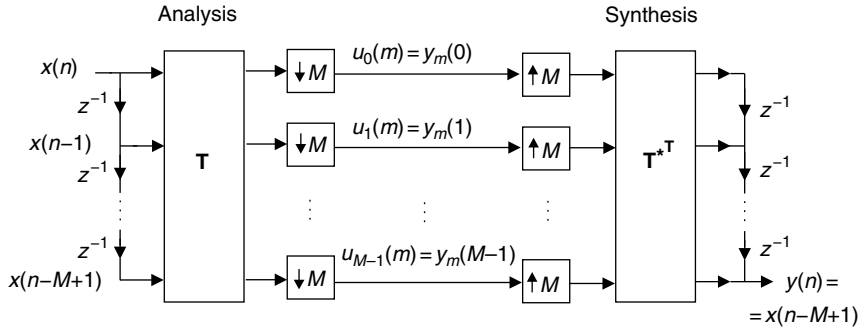 Analysis Synthesis
x(n) ↓M u₀(m) = yₘ(0) ↑M
z⁻¹ z⁻¹
x(n−1) ↓M u₁(m) = yₘ(1) ↑M
T T*ᵀ
z⁻¹ z⁻¹
z⁻¹ z⁻¹
x(n−M+1) ↓M u_{M−1}(m) = yₘ(M−1) ↑M y(n) =
= x(n−M+1)